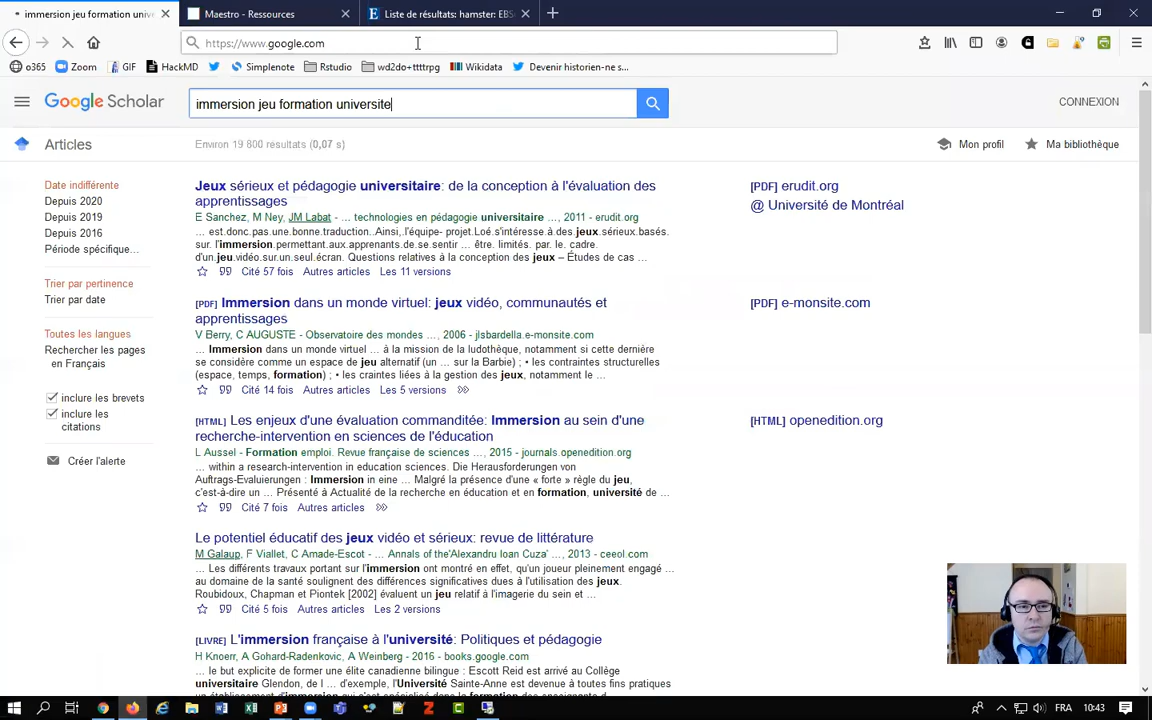 immersion jeu formation unive
Maestro - Ressources
Liste de résultats: hamster: EBS
https://www.google.com
o365
Zoom
GIF
HackMD
Simplenote
Rstudio
wd2do+ttttrpg
Wikidata
Devenir historien-ne s...
Google Scholar
immersion jeu formation universite
CONNEXION
Articles
Environ 19 800 résultats (0,07 s)
Mon profil
Ma bibliothèque
Date indifférente
Depuis 2020
Depuis 2019
Depuis 2016
Période spécifique...
Trier par pertinence
Trier par date
Toutes les langues
Rechercher les pages
en Français
inclure les brevets
inclure les
citations
Créer l'alerte
Jeux sérieux et pédagogie universitaire: de la conception à l'évaluation des
apprentissages
E Sanchez, M Ney, JM Labat - ... technologies en pédagogie universitaire ..., 2011 - erudit.org
... est.donc.pas.une.bonne.traduction..Ainsi,.l'équipe- projet.Loé.s'intéresse.à.des jeux.sérieux.basés.
sur. l'immersion.permettant.aux.apprenants.de.se.sentir ... être. limités. par. le. cadre.
d'un.jeu.vidéo.sur.un.seul.écran. Questions relatives à la conception des jeux – Études de cas ...
Cité 57 fois Autres articles Les 11 versions
[PDF] erudit.org
@ Université de Montréal
[PDF] Immersion dans un monde virtuel: jeux vidéo, communautés et
apprentissages
V Berry, C AUGUSTE - Observatoire des mondes ..., 2006 - jlsbardella.e-monsite.com
... Immersion dans un monde virtuel ... à la mission de la ludothèque, notamment si cette dernière
se considère comme un espace de jeu alternatif (un ... sur la Barbie) ; • les contraintes structurelles
(espace, temps, formation) ; • les craintes liées à la gestion des jeux, notamment le ...
Cité 14 fois Autres articles Les 5 versions
[PDF] e-monsite.com
[HTML] Les enjeux d'une évaluation commanditée: Immersion au sein d'une
recherche-intervention en sciences de l'éducation
L Aussel - Formation emploi. Revue française de sciences ..., 2015 - journals.openedition.org
... within a research-intervention in education sciences. Die Herausforderungen von
Auftrags-Evaluierungen : Immersion in eine ... Malgré la présence d'une « forte » règle du jeu,
c'est-à-dire un ... Présenté à Actualité de la recherche en éducation et en formation, université de ...
Cité 7 fois Autres articles
[HTML] openedition.org
Le potentiel éducatif des jeux vidéo et sérieux: revue de littérature
M Galaup, F Viallet, C Amade-Escot - ... Annals of the'Alexandru Ioan Cuza' ..., 2013 - ceeol.com
... Les différents travaux portant sur l'immersion ont montré en effet, qu'un joueur pleinement engagé ...
au domaine de la santé soulignent des différences significatives dues à l'utilisation des jeux.
Roubidoux, Chapman et Piontek [2002] évaluent un jeu relatif à l'imagerie du sein et ...
Cité 5 fois Autres articles Les 2 versions
[LIVRE] L'immersion française à l'université: Politiques et pédagogie
H Knoerr, A Gohard-Radenkovic, A Weinberg - 2016 - books.google.com
... le but explicite de former une élite canadienne bilingue : Escott Reid est arrivé au Collège
universitaire Glendon, de l ... d'exemple, l'Université Sainte-Anne est devenue à toutes fins pratiques
FRA
10:43